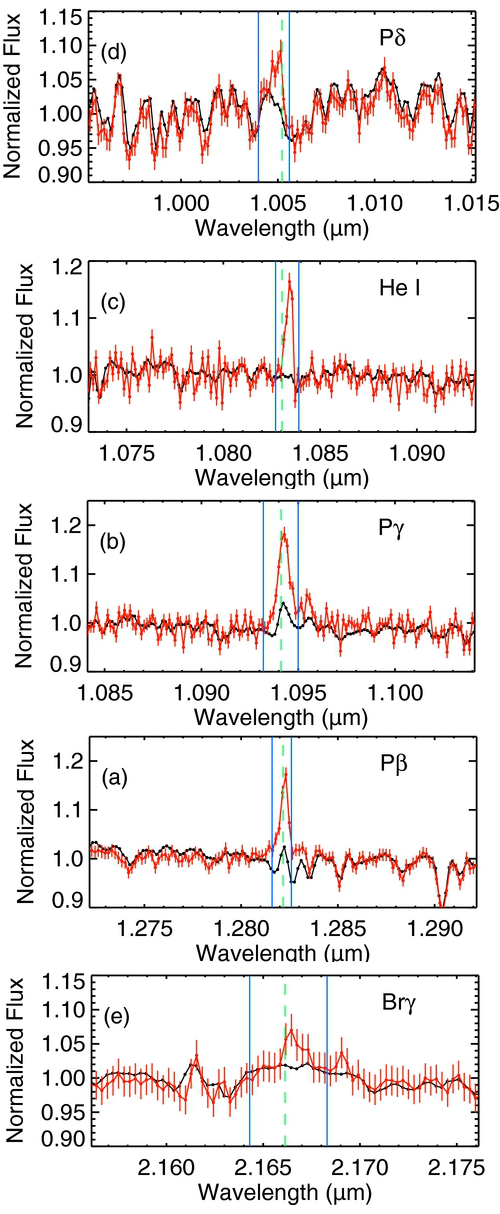 1.15
(d)
Pδ
1.10
1.05
1.00
0.95
0.90
Normalized Flux
1.000 1.005 1.010 1.015
Wavelength (μm)
1.2
(c)
He I
1.1
1.0
0.9
Normalized Flux
1.075 1.080 1.085 1.090
Wavelength (μm)
1.2
(b)
Pγ
1.1
1.0
0.9
Normalized Flux
1.085 1.090 1.095 1.100
Wavelength (μm)
1.2
(a)
Pβ
1.1
1.0
0.9
Normalized Flux
1.275 1.280 1.285 1.290
Wavelength (μm)
1.15
(e)
Brγ
1.10
1.05
1.00
0.95
0.90
Normalized Flux
2.160 2.165 2.170 2.175
Wavelength (μm)